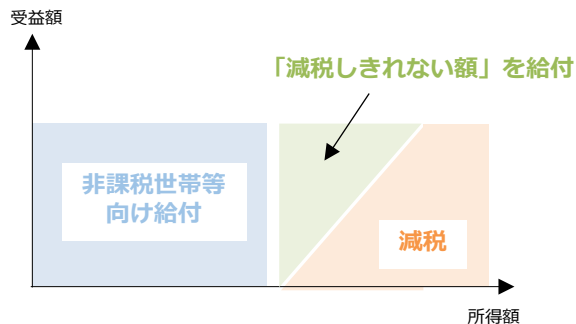 受益額
「減税しきれない額」を給付
非課税世帯等
向け給付
減税
所得額